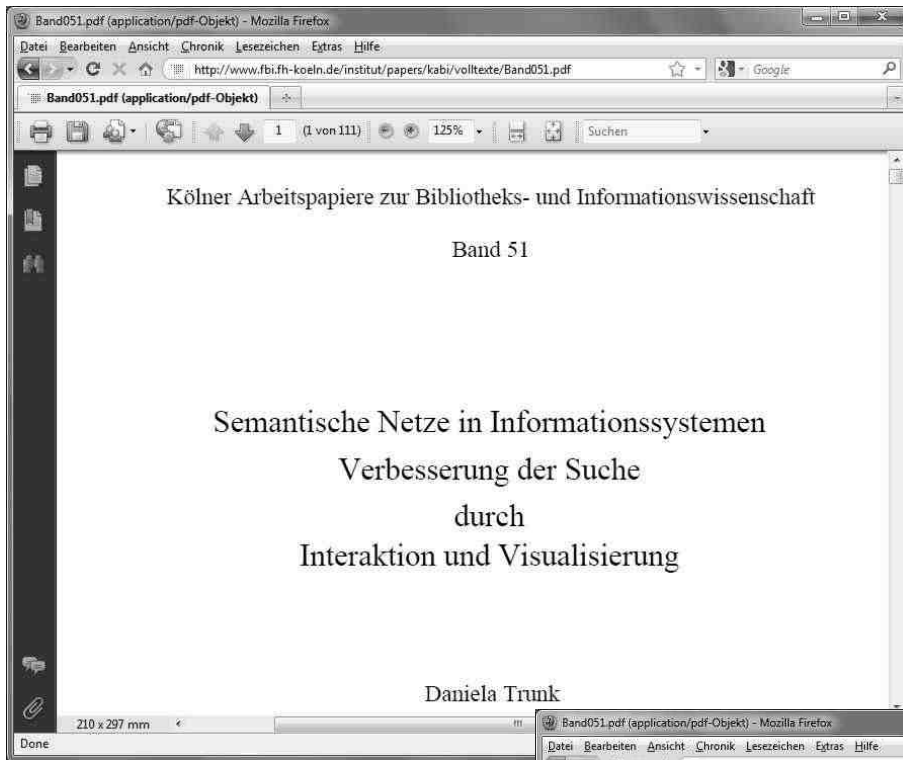 Band051.pdf (application/pdf-Objekt) - Mozilla Firefox
Datei Bearbeiten Ansicht Chronik Lesezeichen Extras Hilfe
http://www.fbi.fh-koeln.de/institut/papers/kabi/volltexte/Band051.pdf Google
Band051.pdf (application/pdf-Objekt)
1 (1 von 111) 125% Suchen
Kölner Arbeitspapiere zur Bibliotheks- und Informationswissenschaft
Band 51
Semantische Netze in Informationssystemen
Verbesserung der Suche
durch
Interaktion und Visualisierung
Daniela Trunk
210 x 297 mm
Done
Band051.pdf (application/pdf-Objekt) - Mozilla Firefox
Datei Bearbeiten Ansicht Chronik Lesezeichen Extras Hilfe